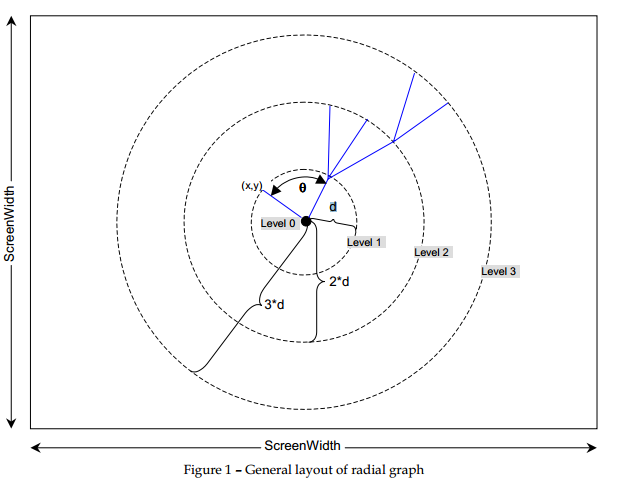 ScreenWidth
(x,y)
θ
d
Level 0
Level 1
Level 2
Level 3
2*d
3*d
ScreenWidth
Figure 1 – General layout of radial graph